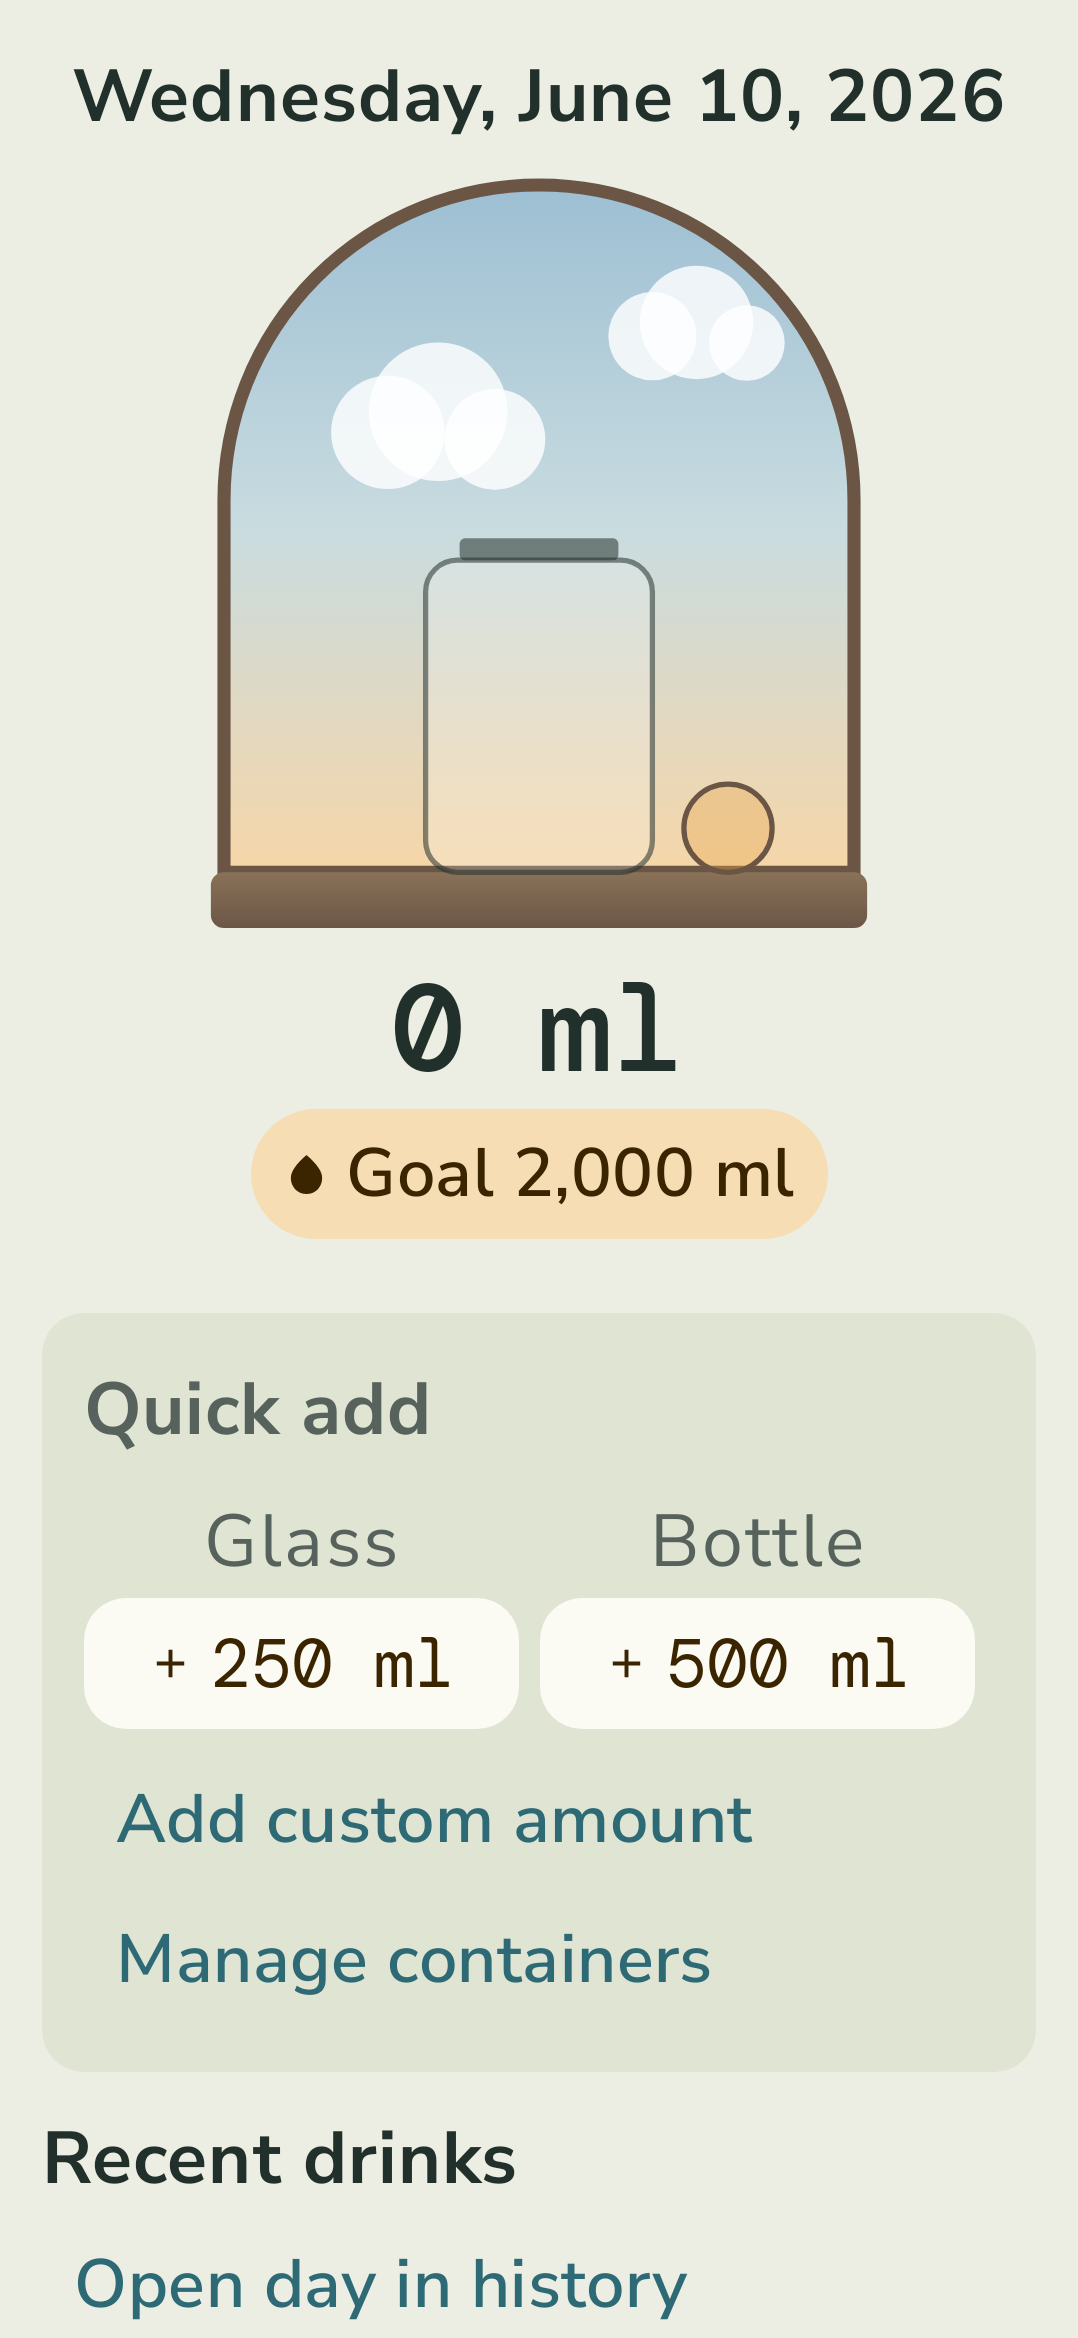 Wednesday, June 10, 2026
0 ml
Goal 2,000 ml
Quick add
Glass
Bottle
+ 250 ml
+ 500 ml
Add custom amount
Manage containers
Recent drinks
Open day in history